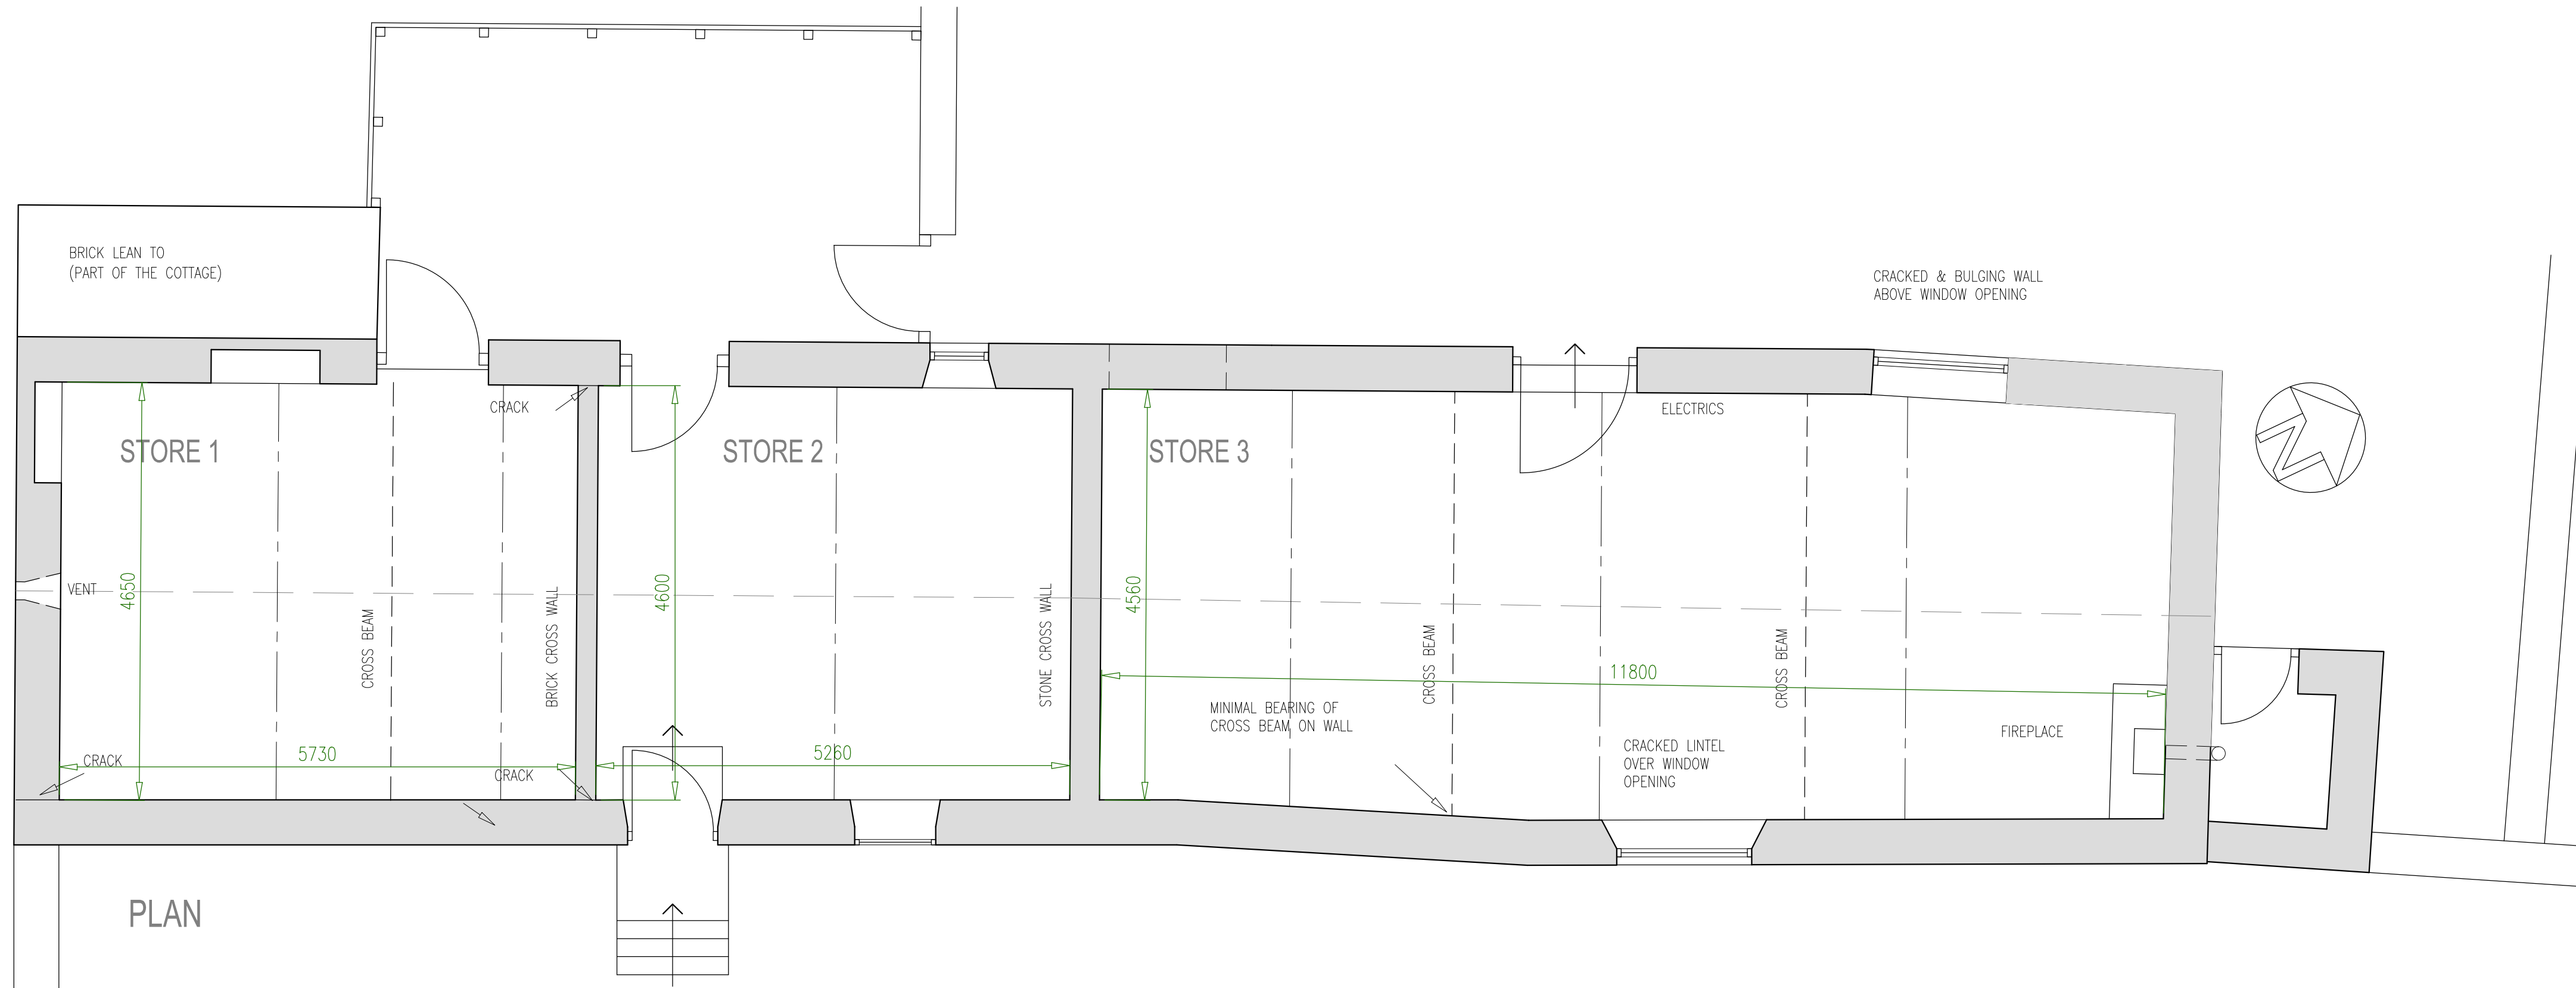 BRICK LEAN TO
(PART OF THE COTTAGE)
CRACKED & BULGING WALL
ABOVE WINDOW OPENING
CRACK
ELECTRICS
STORE 1
STORE 2
STORE 3
N
VENT
4650
4600
4560
CROSS BEAM
BRICK CROSS WALL
STONE CROSS WALL
CROSS BEAM
CROSS BEAM
11800
MINIMAL BEARING OF
CROSS BEAM ON WALL
FIREPLACE
CRACKED LINTEL
OVER WINDOW
OPENING
5730
5260
CRACK
CRACK
PLAN